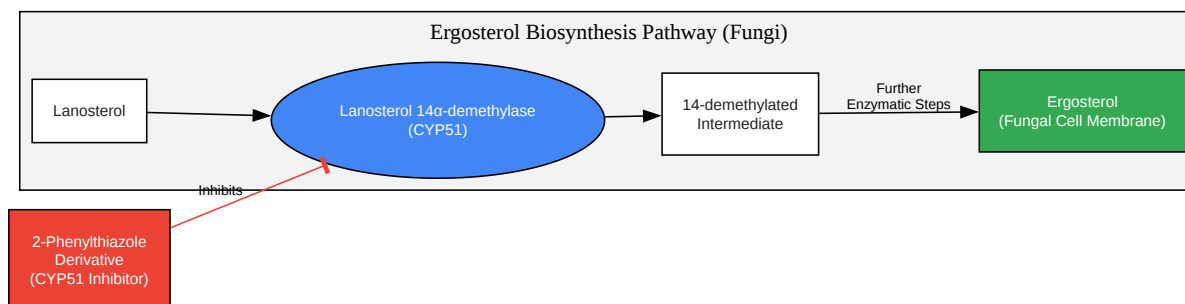 Ergosterol Biosynthesis Pathway (Fungi)
Lanosterol
Lanosterol 14α-demethylase
(CYP51)
14-demethylated
Intermediate
Further
Enzymatic Steps
Ergosterol
(Fungal Cell Membrane)
Inhibits
2-Phenylthiazole
Derivative
(CYP51 Inhibitor)